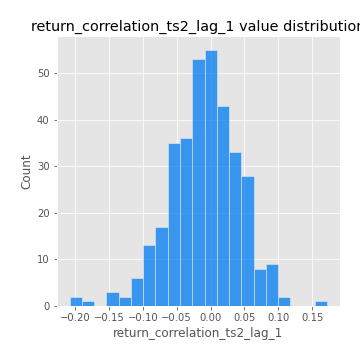 return_correlation_ts2_lag_1 value distribution
50
40
30
20
10
0
Count
−0.20 −0.15 −0.10 −0.05 0.00 0.05 0.10 0.15
return_correlation_ts2_lag_1